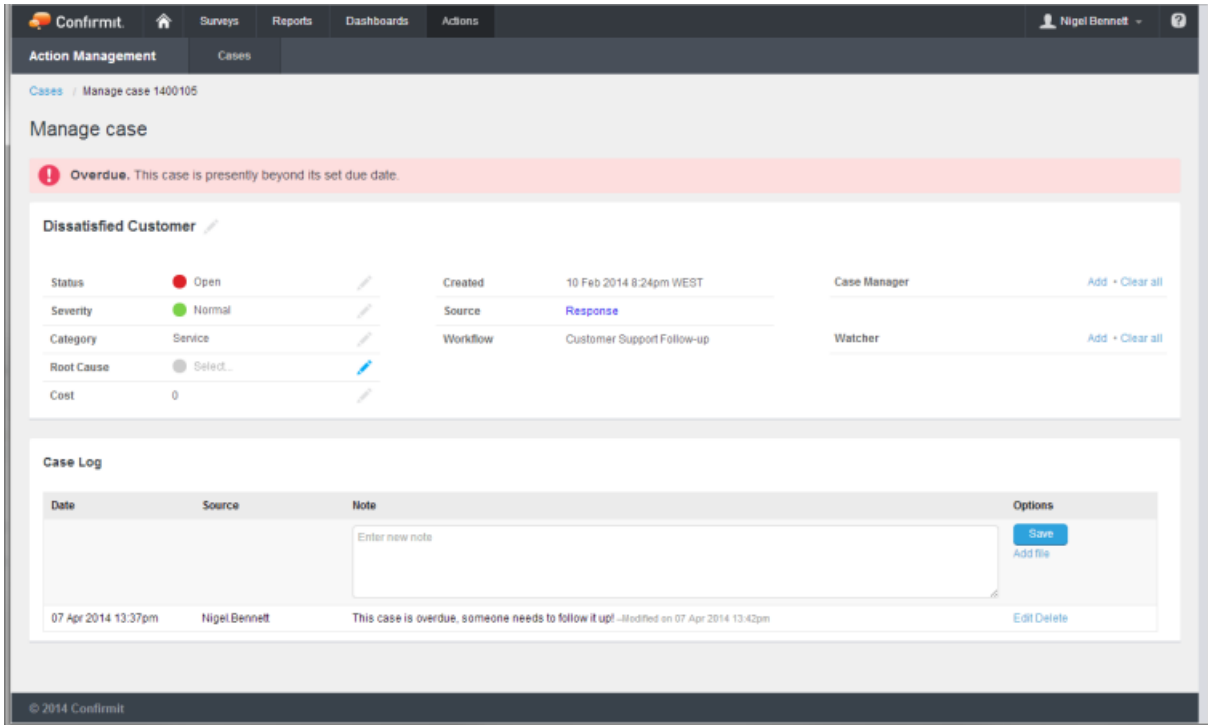 Confirmit. Surveys Reports Dashboards Actions Nigel Bennett ?
Action Management Cases
Cases / Manage case 1400105
Manage case
! Overdue. This case is presently beyond its set due date.
Dissatisfied Customer
Status Open Created 10 Feb 2014 8:24pm WEST Case Manager Add • Clear all
Severity Normal Source Response
Category Service Workflow Customer Support Follow-up Watcher Add • Clear all
Root Cause Select...
Cost 0
Case Log
Date Source Note Options
Enter new note Save
Add file
07 Apr 2014 13:37pm Nigel.Bennett This case is overdue, someone needs to follow it up! –Modified on 07 Apr 2014 13:42pm Edit Delete
© 2014 Confirmit